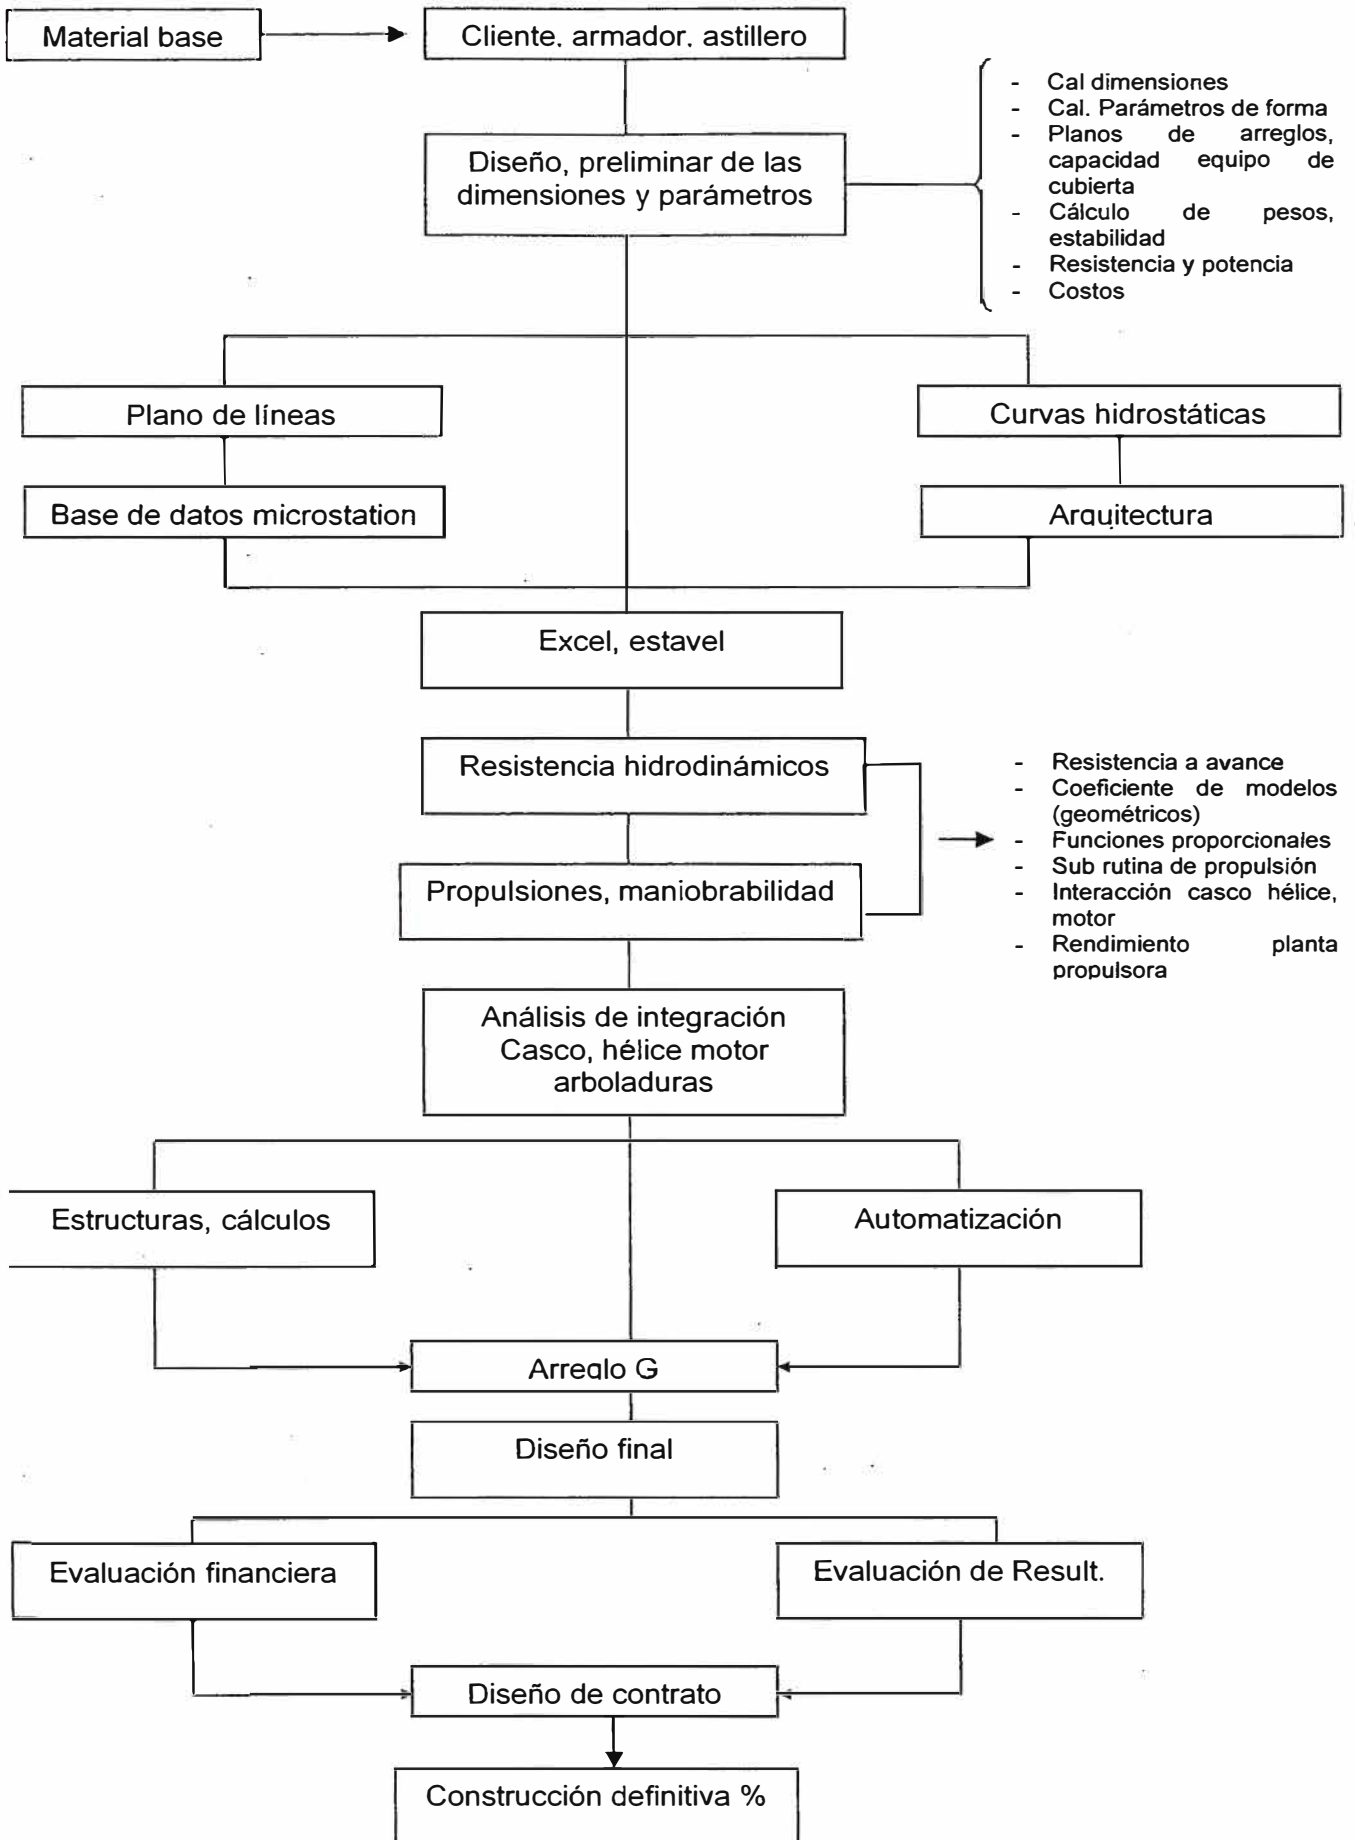 Material base
Cliente, armador, astillero
- Cal dimensiones
- Cal. Parámetros de forma
- Planos de arreglos,
capacidad equipo de
cubierta
- Cálculo de pesos,
estabilidad
- Resistencia y potencia
- Costos
Diseño, preliminar de las
dimensiones y parámetros
Plano de líneas
Curvas hidrostáticas
Base de datos microstation
Arquitectura
Excel, estavel
Resistencia hidrodinámicos
- Resistencia a avance
- Coeficiente de modelos
(geométricos)
- Funciones proporcionales
- Sub rutina de propulsión
- Interacción casco hélice,
motor
- Rendimiento planta
propulsora
Propulsiones, maniobrabilidad
Análisis de integración
Casco, hélice motor
arboladuras
Estructuras, cálculos
Automatización
Arreglo G
Diseño final
Evaluación financiera
Evaluación de Result.
Diseño de contrato
Construcción definitiva %